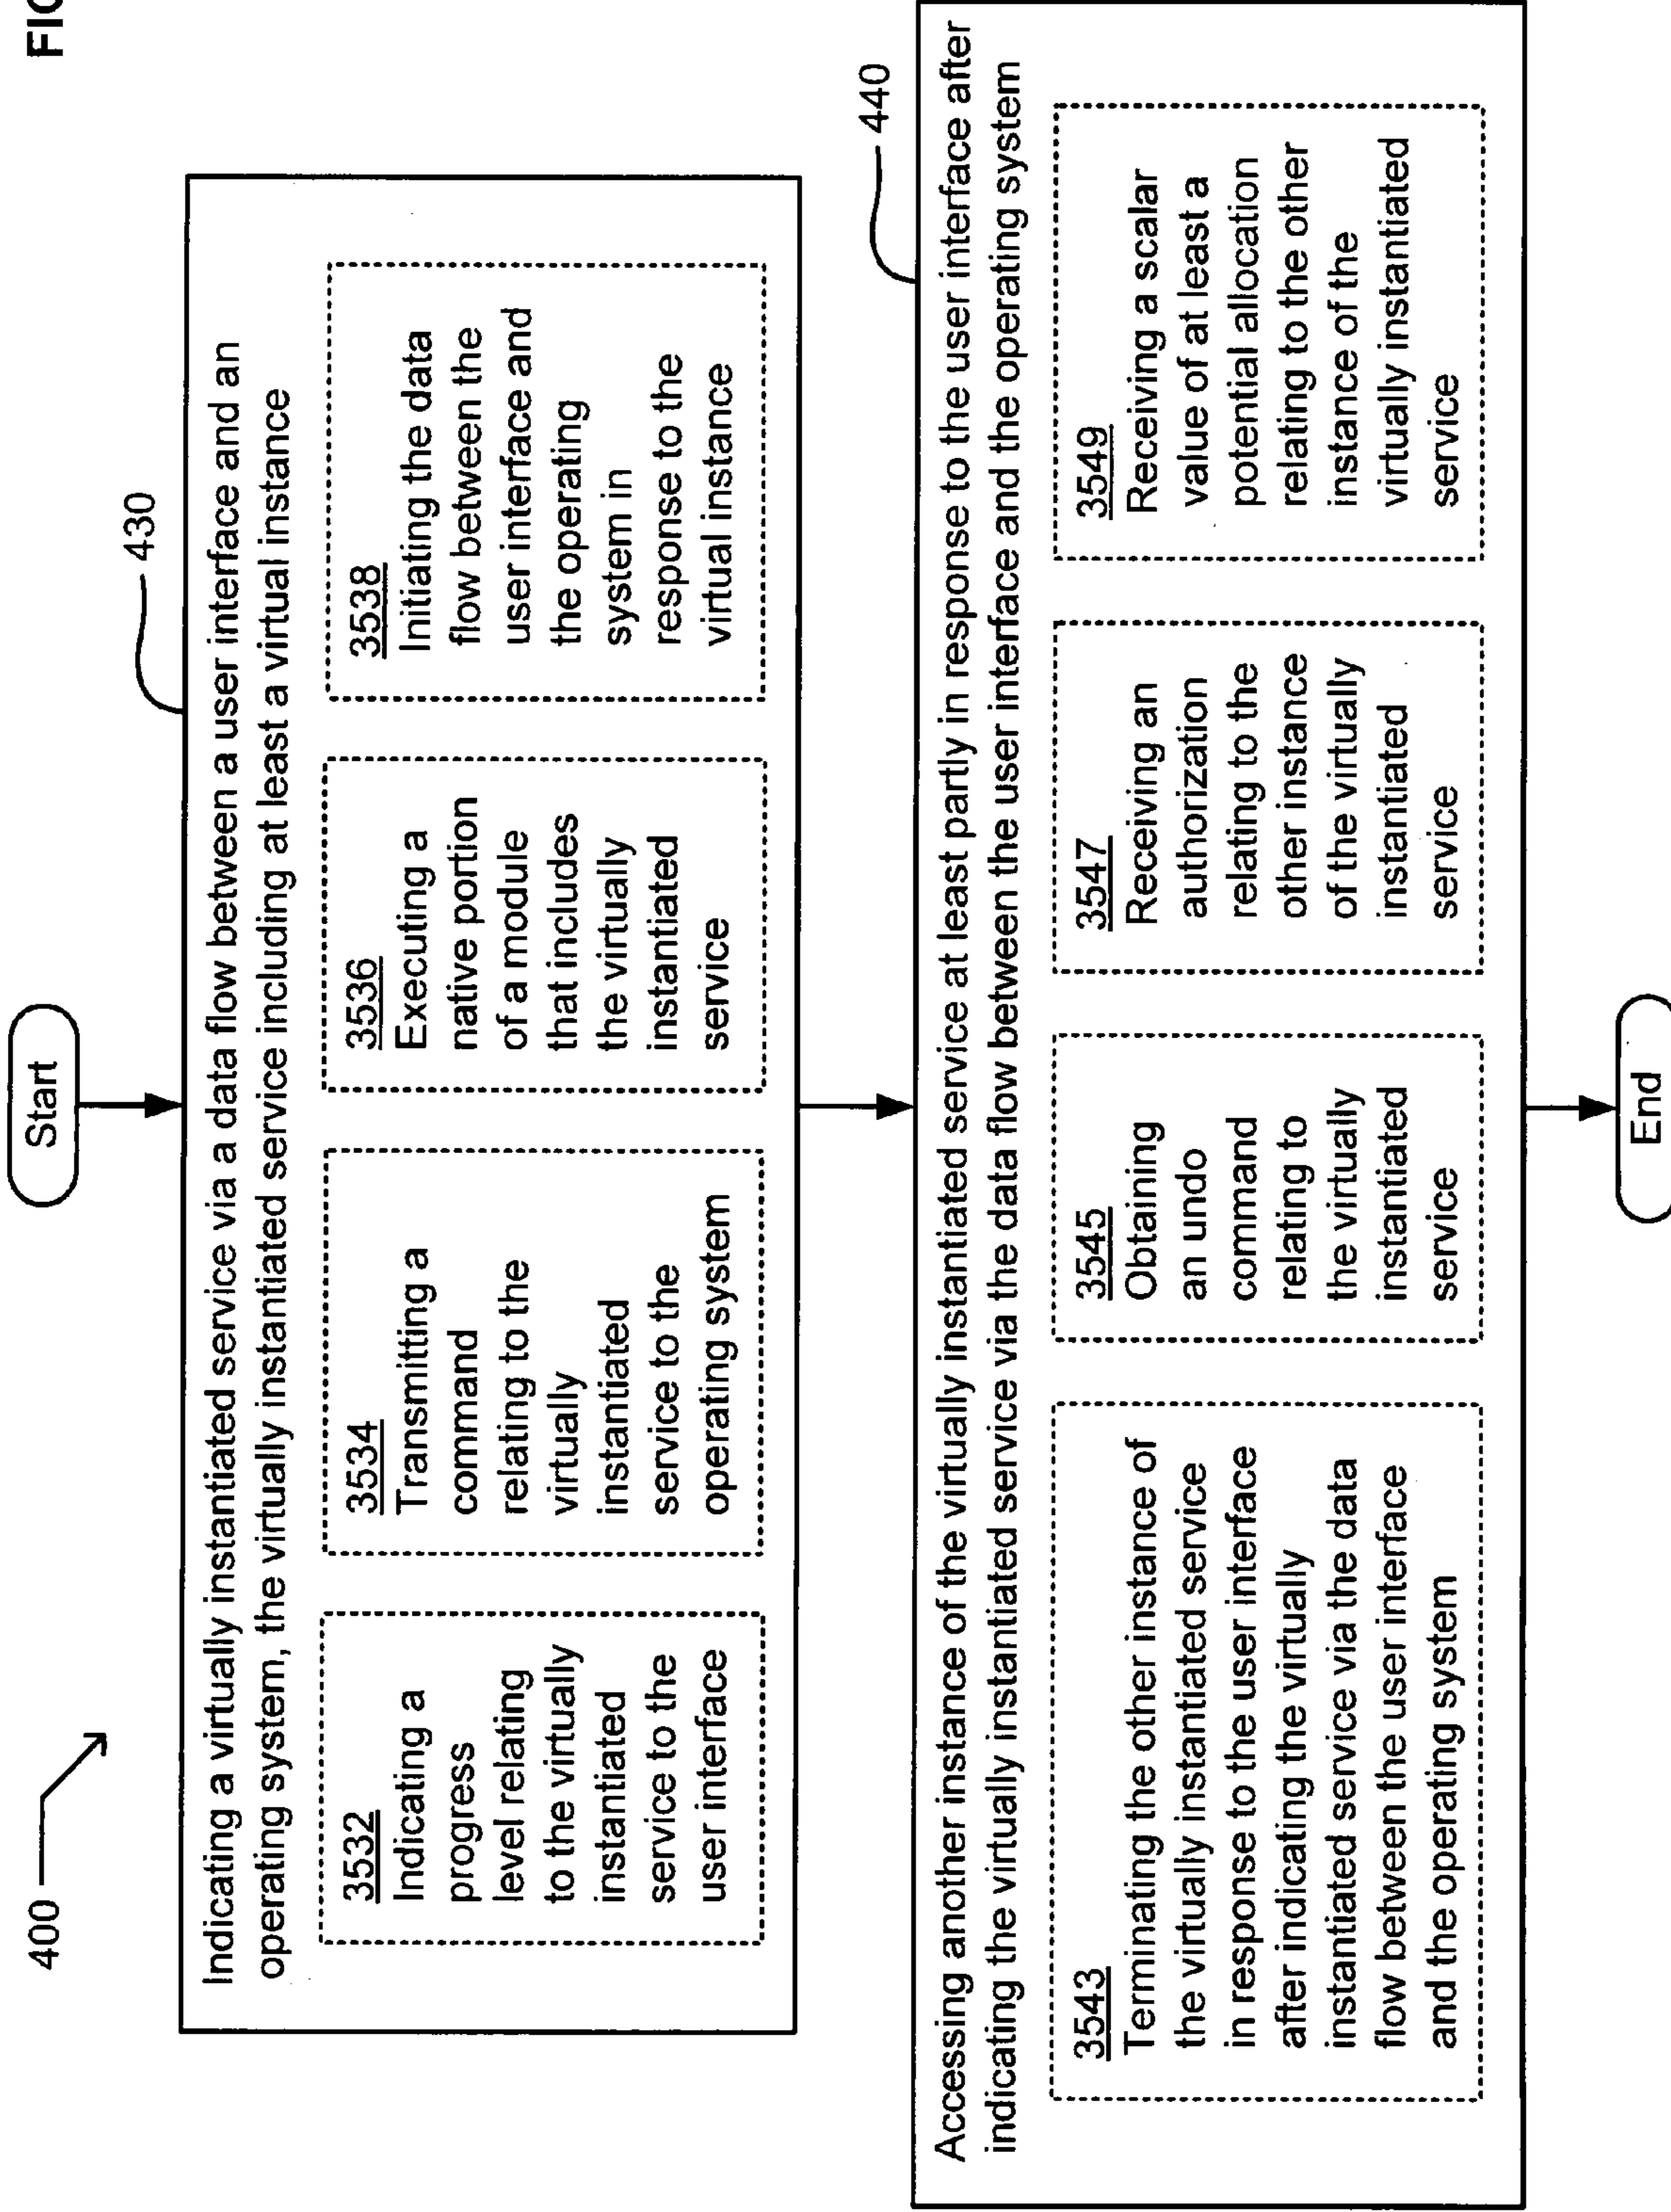 FIG
400
Start
430
Indicating a virtually instantiated service via a data flow between a user interface and an
operating system, the virtually instantiated service including at least a virtual instance
3532
Indicating a
progress
level relating
to the virtually
instantiated
service to the
user interface
3534
Transmitting a
command
relating to the
virtually
instantiated
service to the
operating system
3536
Executing a
native portion
of a module
that includes
the virtually
instantiated
service
3538
Initiating the data
flow between the
user interface and
the operating
system in
response to the
virtual instance
440
Accessing another instance of the virtually instantiated service at least partly in response to the user interface after
indicating the virtually instantiated service via the data flow between the user interface and the operating system
3543
Terminating the other instance of
the virtually instantiated service
in response to the user interface
after indicating the virtually
instantiated service via the data
flow between the user interface
and the operating system
3545
Obtaining
an undo
command
relating to
the virtually
instantiated
service
3547
Receiving an
authorization
relating to the
other instance
of the virtually
instantiated
service
3549
Receiving a scalar
value of at least a
potential allocation
relating to the other
instance of the
virtually instantiated
service
End